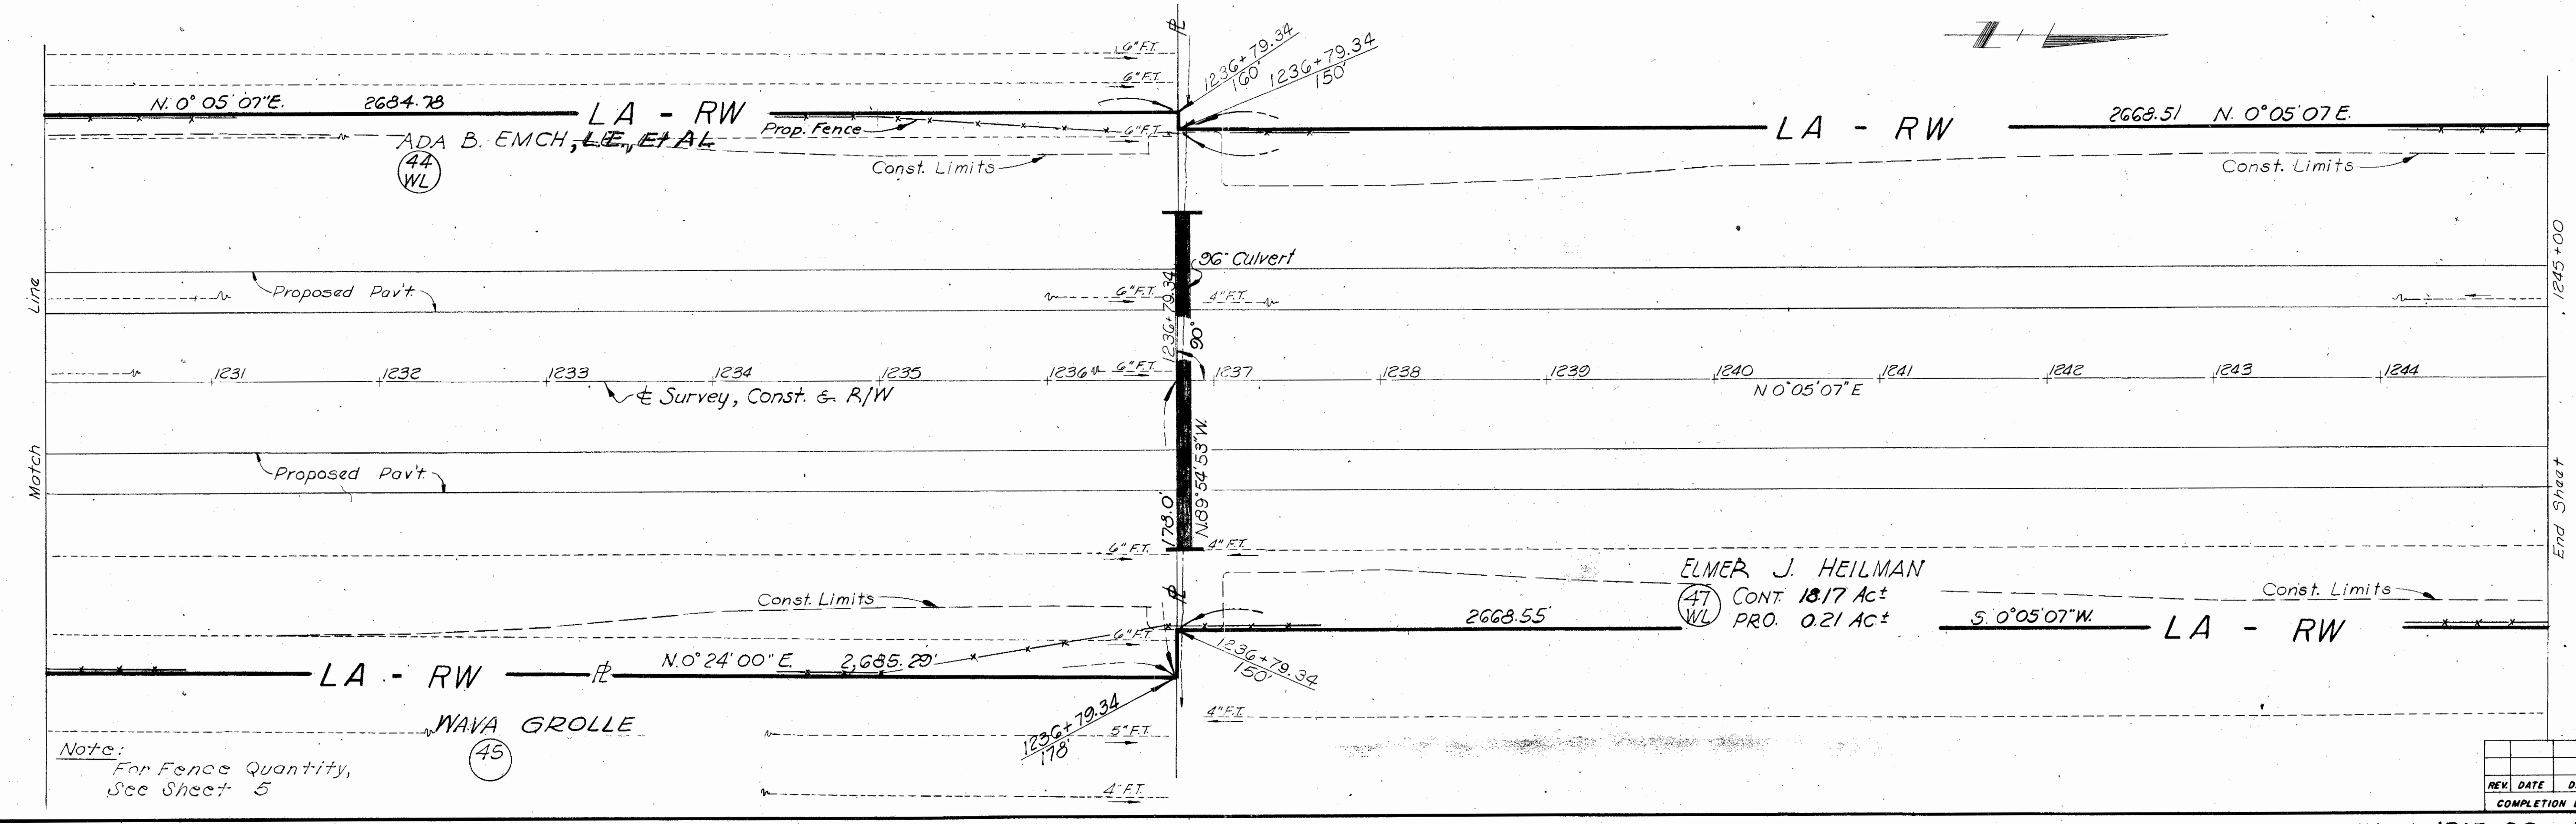 6" F.T.
6" F.T.
PL
1236+79.34
160'
1236+79.34
150'
N. 0° 05' 07" E.
2684.78
LA - RW
Prop. Fence
6" F.T.
ADA B. EMCH, L.E., Et AL
44
WL
Const. Limits
LA - RW
2668.51
N. 0° 05' 07 E.
Const. Limits
Line
Proposed Pav't.
6" F.T.
1236+79.34
96" Culvert
4" F.T.
90°
1245+00
1231
1232
1233
1234
1235
1236
6" F.T.
1237
1238
1239
1240
1241
1242
1243
1244
℄ Survey, Const. & R/W
N 0° 05' 07" E
Match
Proposed Pav't.
178.0'
N.89° 54' 53" W.
6" F.T.
4" F.T.
End Sheet
Const. Limits
PL
6" F.T.
ELMER J. HEILMAN
47
WL
CONT. 18.17 Ac±
PRO. 0.21 Ac±
2668.55'
S. 0° 05' 07" W.
Const. Limits
LA - RW
1236+79.34
150'
LA - RW
PL
N. 0° 24' 00" E.
2,685.29'
WAVA GROLLE
45
1236+79.34
178'
5" F.T.
4" F.T.
4" F.T.
Note:
For Fence Quantity,
See Sheet 5
REV.
DATE
COMPLETION